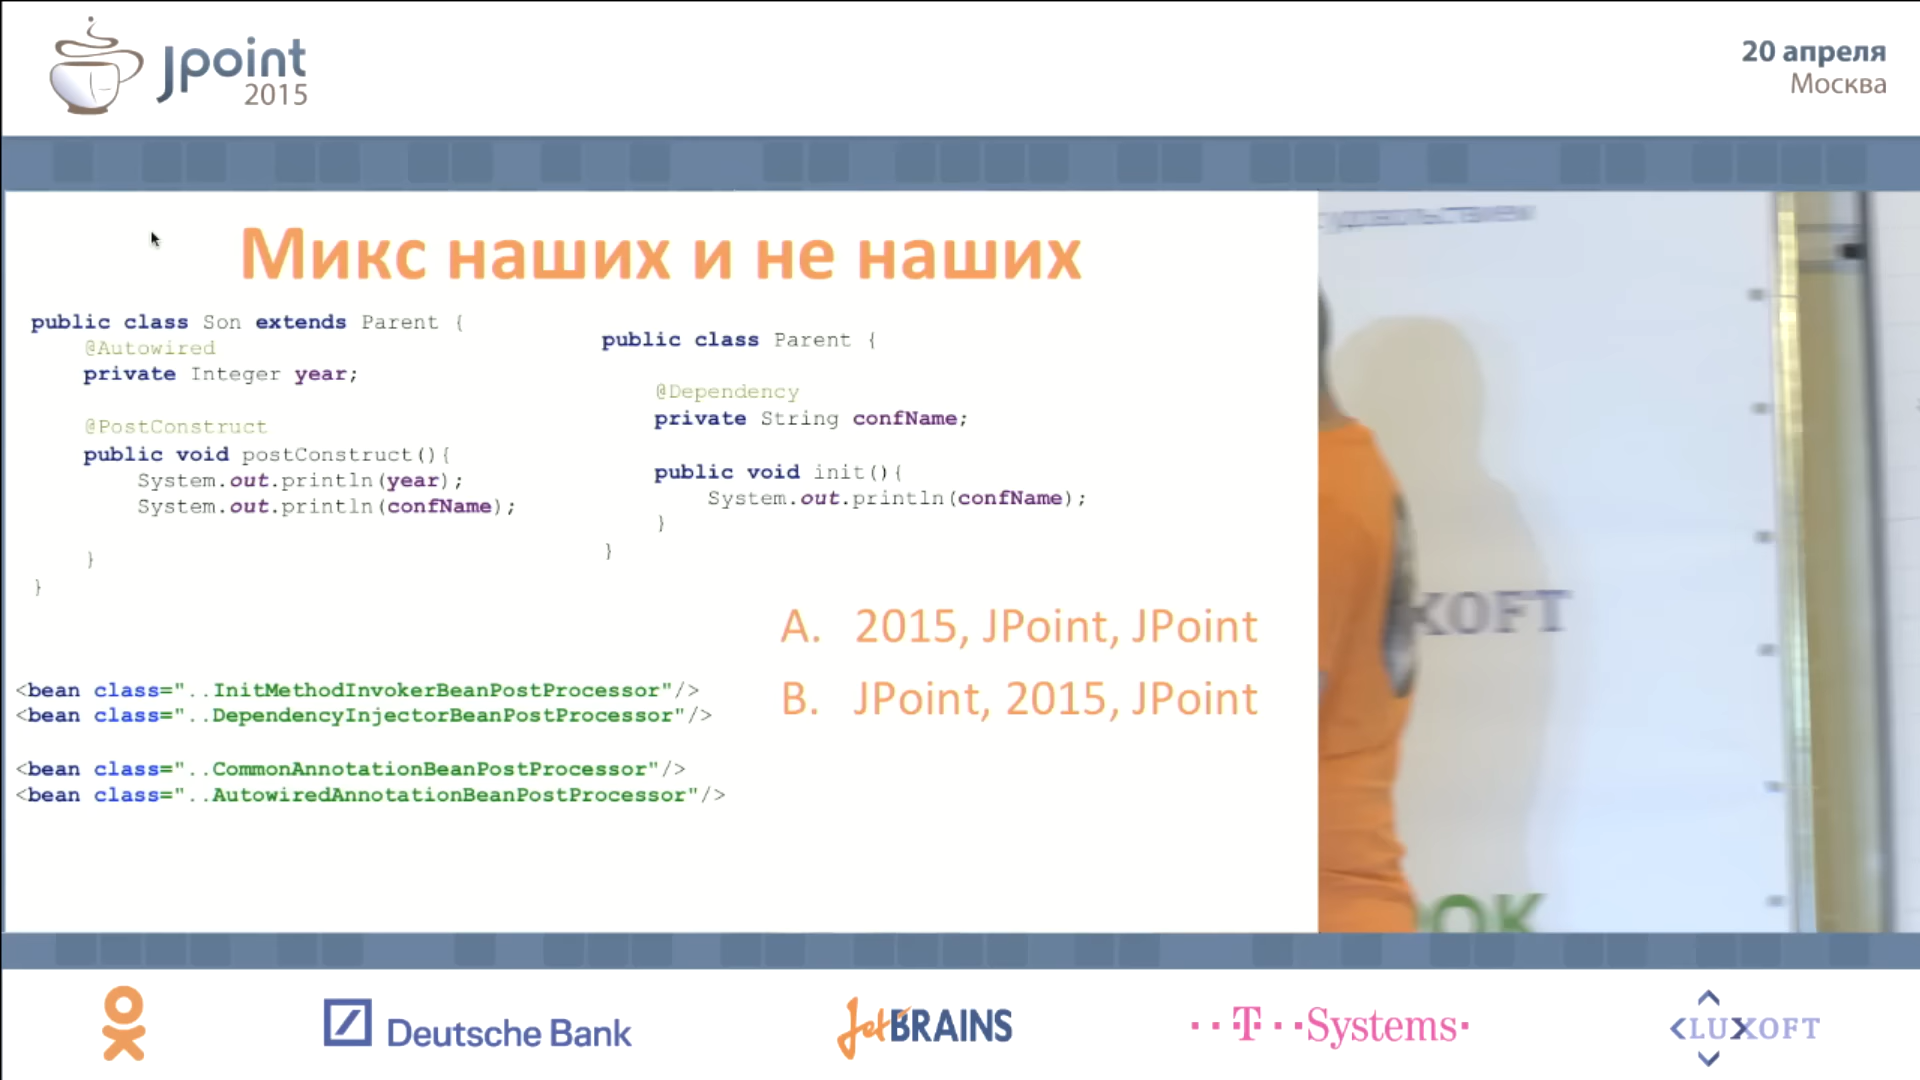 Jpoint
2015
20 апреля
Москва
Микс наших и не наших
public class Son extends Parent {
@Autowired
private Integer year;
@PostConstruct
public void postConstruct(){
System.out.println(year);
System.out.println(confName);
}
}
public class Parent {
@Dependency
private String confName;
public void init(){
System.out.println(confName);
}
}
A. 2015, JPoint, JPoint
B. JPoint, 2015, JPoint
<bean class="..InitMethodInvokerBeanPostProcessor"/>
<bean class="..DependencyInjectorBeanPostProcessor"/>
<bean class="..CommonAnnotationBeanPostProcessor"/>
<bean class="..AutowiredAnnotationBeanPostProcessor"/>
XOFT
OK
Deutsche Bank
JetBRAINS
··T··Systems·
LUXOFT